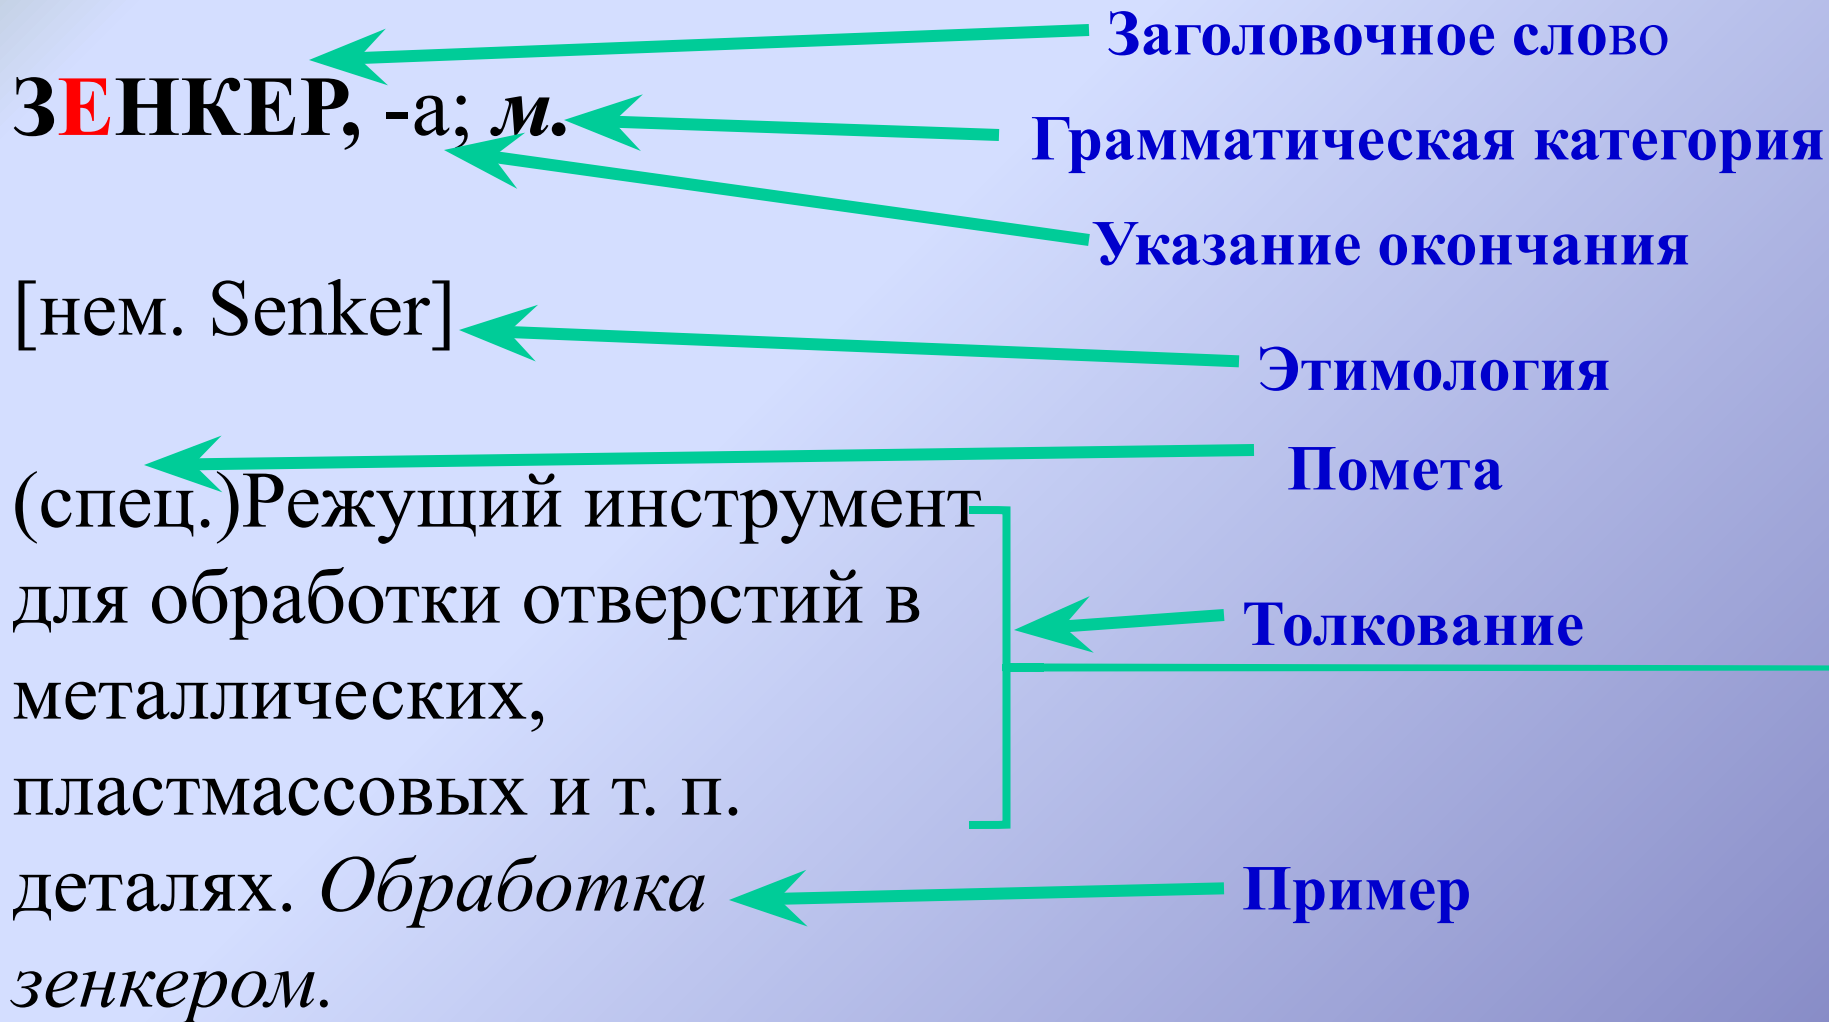 Заголовочное слово
ЗЕНКЕР, -а; м.
Грамматическая категория
Указание окончания
[нем. Senker]
Этимология
Помета
(спец.)Режущий инструмент
для обработки отверстий в
Толкование
металлических,
пластмассовых и т. п.
деталях. Обработка
Пример
зенкером.